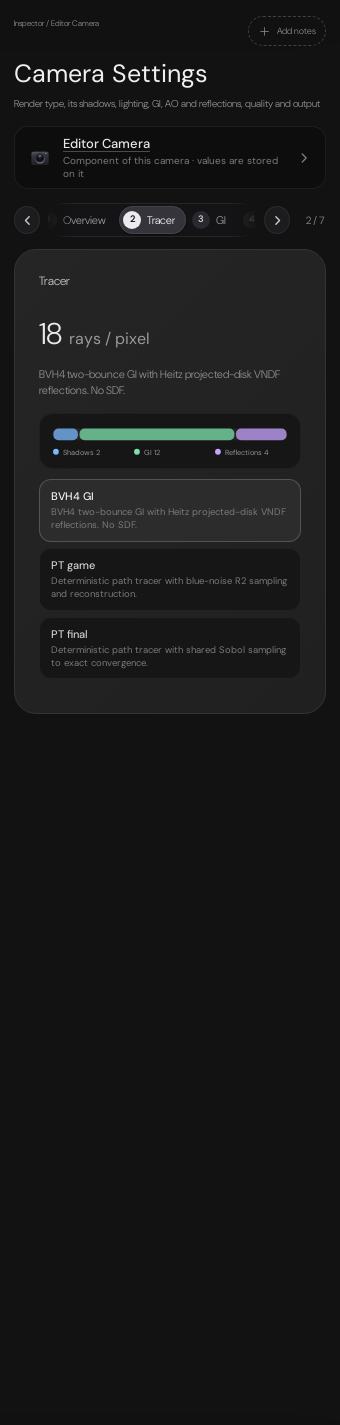 Inspector / Editor Camera
+ Add notes
Camera Settings
Render type, its shadows, lighting, GI, AO and reflections, quality and output
Editor Camera
Component of this camera · values are stored
on it
Overview
2 Tracer
3 GI
4
2 / 7
Tracer
18 rays / pixel
BVH4 two-bounce GI with Heitz projected-disk VNDF
reflections. No SDF.
Shadows 2
GI 12
Reflections 4
BVH4 GI
BVH4 two-bounce GI with Heitz projected-disk VNDF
reflections. No SDF.
PT game
Deterministic path tracer with blue-noise R2 sampling
and reconstruction.
PT final
Deterministic path tracer with shared Sobol sampling
to exact convergence.